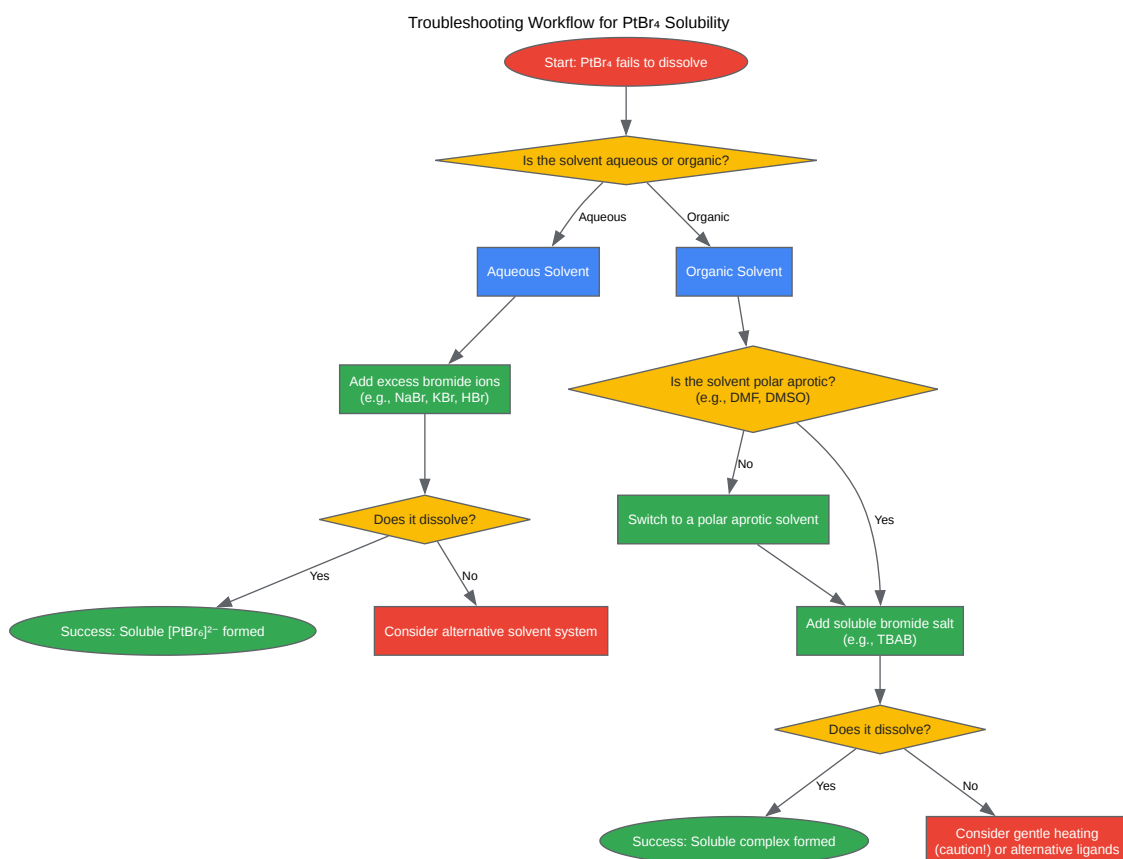 Troubleshooting Workflow for PtBr₄ Solubility
Start: PtBr₄ fails to dissolve
Is the solvent aqueous or organic?
Aqueous
Organic
Aqueous Solvent
Organic Solvent
Add excess bromide ions
(e.g., NaBr, KBr, HBr)
Is the solvent polar aprotic?
(e.g., DMF, DMSO)
No
Yes
Does it dissolve?
Switch to a polar aprotic solvent
Yes
No
Success: Soluble [PtBr₆]²⁻ formed
Consider alternative solvent system
Add soluble bromide salt
(e.g., TBAB)
Does it dissolve?
Yes
No
Success: Soluble complex formed
Consider gentle heating
(caution!) or alternative ligands